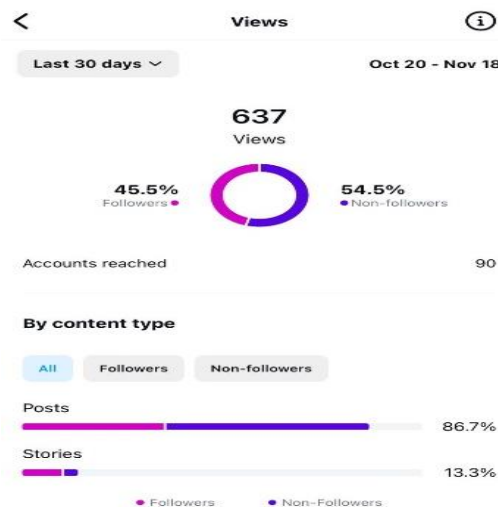 Views
Last 30 days
Oct 20 - Nov 18
637
Views
45.5%
Followers
54.5%
Non-followers
Accounts reached
90
By content type
All
Followers
Non-followers
Posts
86.7%
Stories
13.3%
Followers
Non-Followers